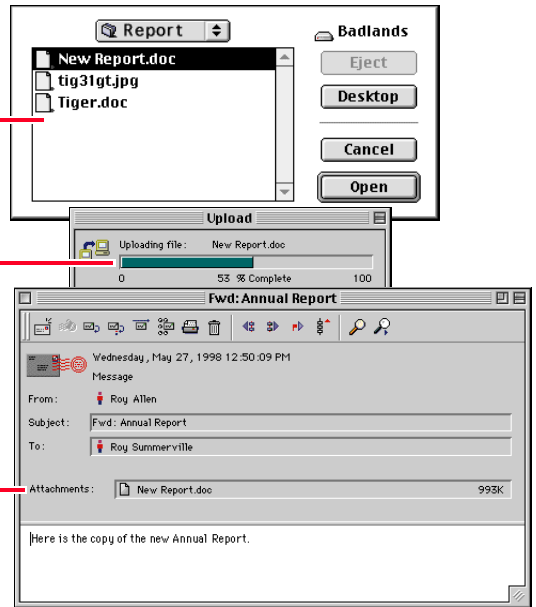 Report
Badlands
New Report.doc
tig31gt.jpg
Tiger.doc
Eject
Desktop
Cancel
Open
Upload
Uploading file: New Report.doc
0 53 % Complete 100
Fwd: Annual Report
Wednesday, May 27, 1998 12:50:09 PM
Message
From: Roy Allen
Subject: Fwd: Annual Report
To: Roy Summerville
Attachments: New Report.doc 993K
Here is the copy of the new Annual Report.